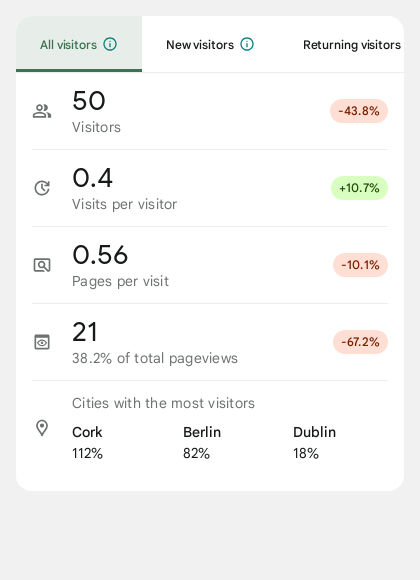 All visitors New visitors Returning visitors
50
Visitors
-43.8%
0.4
Visits per visitor
+10.7%
0.56
Pages per visit
-10.1%
21
38.2% of total pageviews
-67.2%
Cities with the most visitors
Cork Berlin Dublin
112% 82% 18%